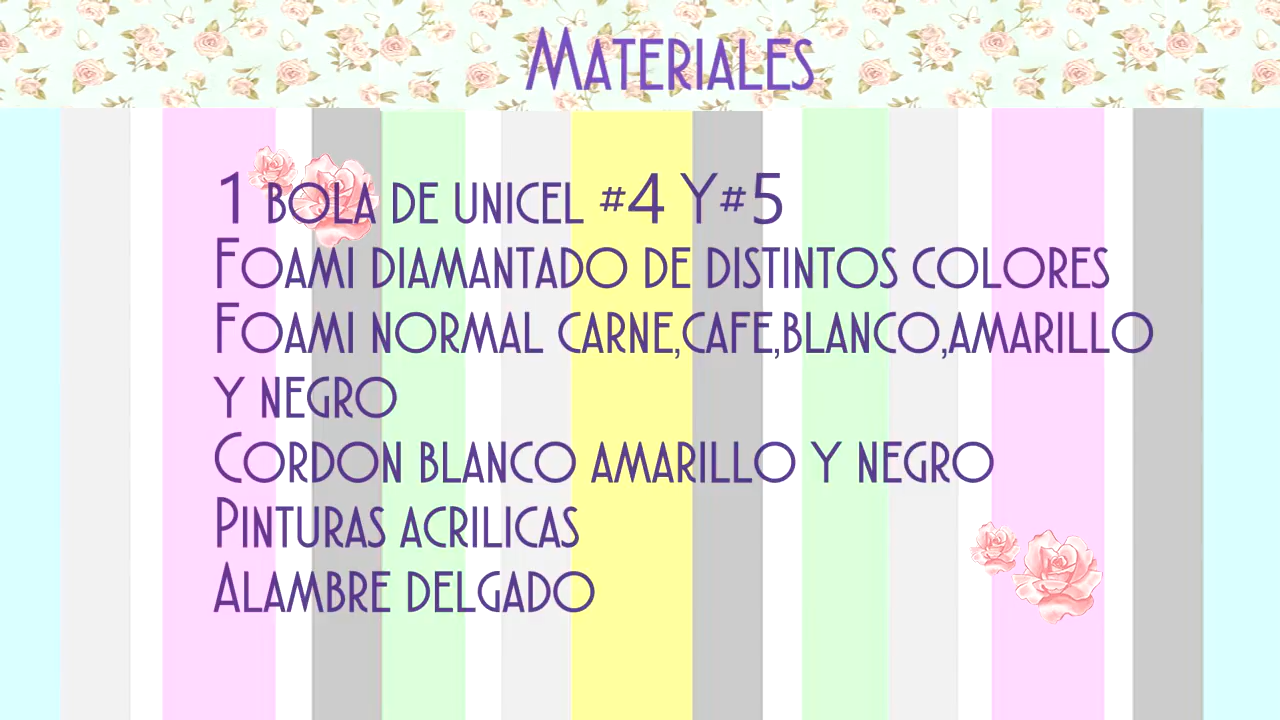 Materiales
1 bola de unicel #4 Y#5
Foami diamantado de distintos colores
Foami normal carne,cafe,blanco,amarillo
y negro
Cordon blanco amarillo y negro
Pinturas acrilicas
Alambre delgado